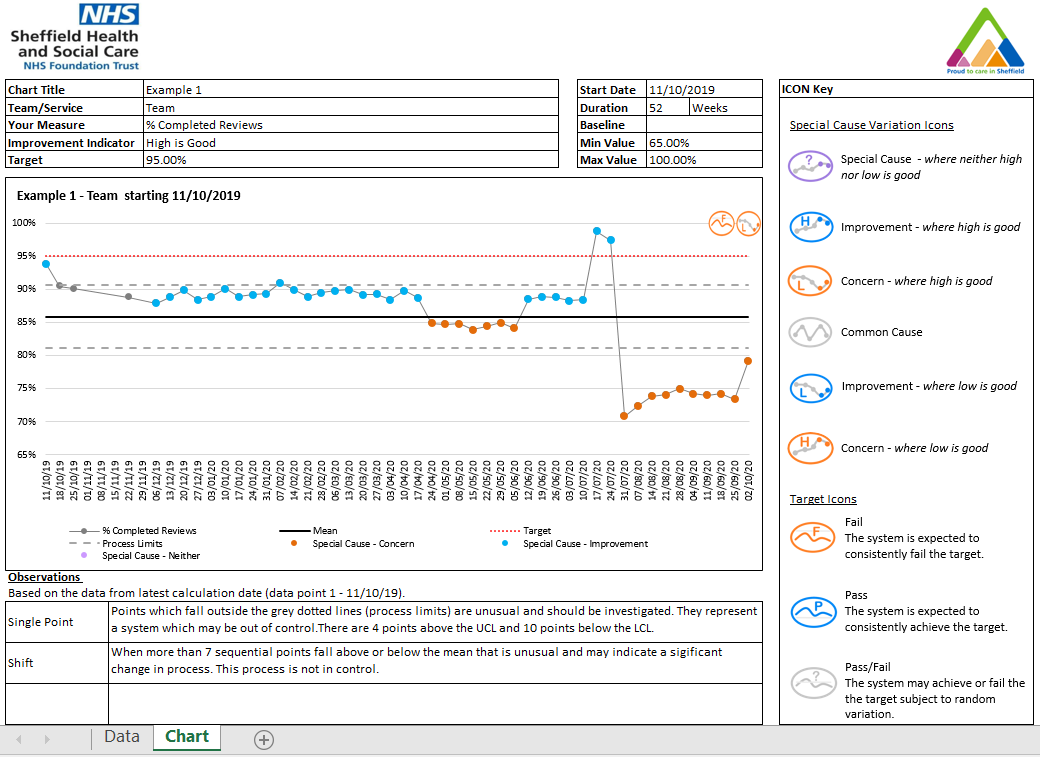 NHS
Sheffield Health
and Social Care
NHS Foundation Trust
Proud to care in Sheffield
Chart Title Example 1
Team/Service Team
Your Measure % Completed Reviews
Improvement Indicator High is Good
Target 95.00%
Start Date 11/10/2019
Duration 52 Weeks
Baseline
Min Value 65.00%
Max Value 100.00%
Example 1 - Team starting 11/10/2019
F
L
100%
95%
90%
85%
80%
75%
70%
65%
11/10/19
18/10/19
25/10/19
01/11/19
08/11/19
15/11/19
22/11/19
29/11/19
06/12/19
13/12/19
20/12/19
27/12/19
03/01/20
10/01/20
17/01/20
24/01/20
31/01/20
07/02/20
14/02/20
21/02/20
28/02/20
06/03/20
13/03/20
20/03/20
27/03/20
03/04/20
10/04/20
17/04/20
24/04/20
01/05/20
08/05/20
15/05/20
22/05/20
29/05/20
05/06/20
12/06/20
19/06/20
26/06/20
03/07/20
10/07/20
17/07/20
24/07/20
31/07/20
07/08/20
14/08/20
21/08/20
28/08/20
04/09/20
11/09/20
18/09/20
25/09/20
02/10/20
% Completed Reviews Mean Target
Process Limits Special Cause - Concern Special Cause - Improvement
Special Cause - Neither
Observations
Based on the data from latest calculation date (data point 1 - 11/10/19).
Single Point
Points which fall outside the grey dotted lines (process limits) are unusual and should be investigated. They represent
a system which may be out of control.There are 4 points above the UCL and 10 points below the LCL.
Shift
When more than 7 sequential points fall above or below the mean that is unusual and may indicate a sigificant
change in process. This process is not in control.
ICON Key
Special Cause Variation Icons
?
Special Cause - where neither high
nor low is good
H
Improvement - where high is good
L
Concern - where high is good
Common Cause
L
Improvement - where low is good
H
Concern - where low is good
Target Icons
F
Fail
The system is expected to
consistently fail the target.
P
Pass
The system is expected to
consistently achieve the target.
?
Pass/Fail
The system may achieve or fail the
the target subject to random
variation.
Data
Chart